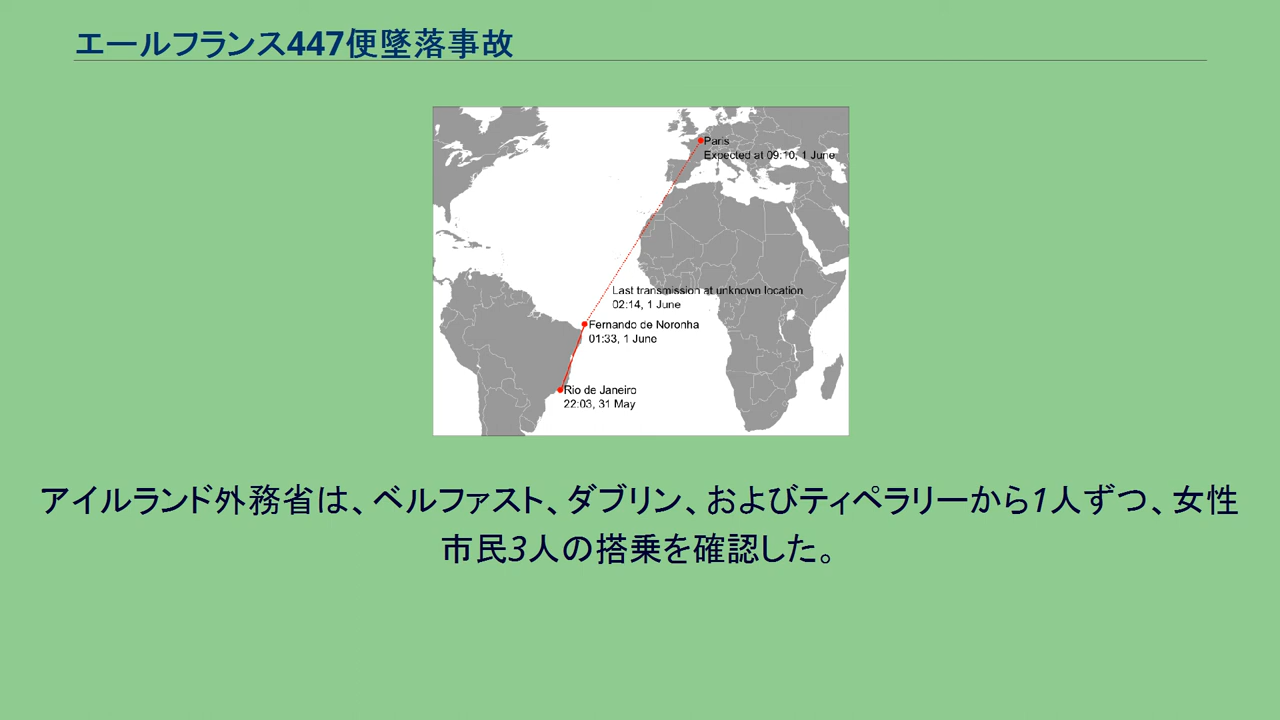 エールフランス447便墜落事故
Paris
Expected at 09:10, 1 June
Last transmission at unknown location
02:14, 1 June
Fernando de Noronha
01:33, 1 June
Rio de Janeiro
22:03, 31 May
アイルランド外務省は、ベルファスト、ダブリン、およびティペラリーから1人ずつ、女性
市民3人の搭乗を確認した。